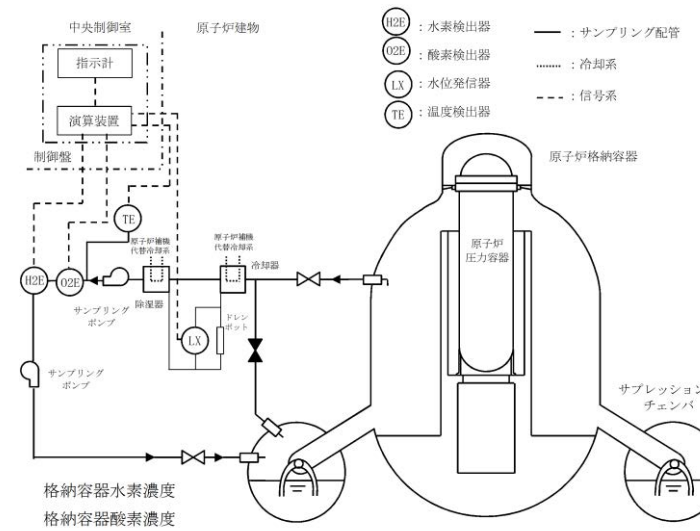 中央制御室
原子炉建物
指示計
演算装置
制御盤
H2E
:水素検出器
O2E
:酸素検出器
LX
:水位発信器
TE
:温度検出器
:サンプリング配管
:冷却系
:信号系
原子炉格納容器
原子炉
圧力容器
TE
原子炉補機
代替冷却系
原子炉補機
代替冷却系
冷却器
H2E
O2E
サンプリング
ポンプ
除湿器
ドレン
ポット
LX
サンプリング
ポンプ
サプレッション
チェンバ
格納容器水素濃度
格納容器酸素濃度